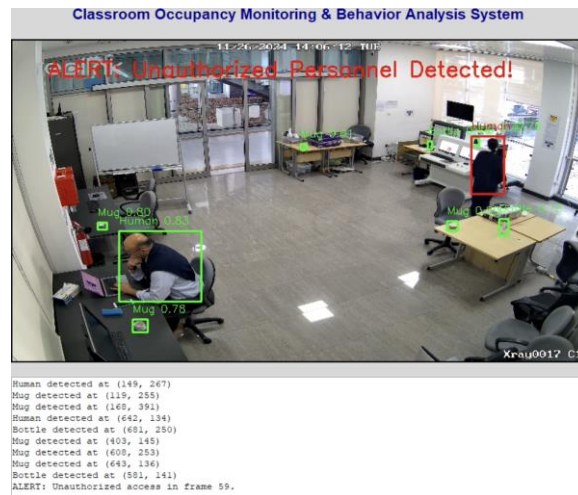 Classroom Occupancy Monitoring & Behavior Analysis System
11-26-2024 14:06:12 TUE
ALERT: Unauthorized Personnel Detected!
Mug
Human
Mug 0.80
Human 0.83
Mug
Mug 0.78
Xray0017 C
Human detected at (149, 267)
Mug detected at (119, 255)
Mug detected at (168, 391)
Human detected at (642, 134)
Bottle detected at (681, 250)
Mug detected at (403, 145)
Mug detected at (608, 253)
Mug detected at (643, 136)
Bottle detected at (581, 141)
ALERT: Unauthorized access in frame 59.